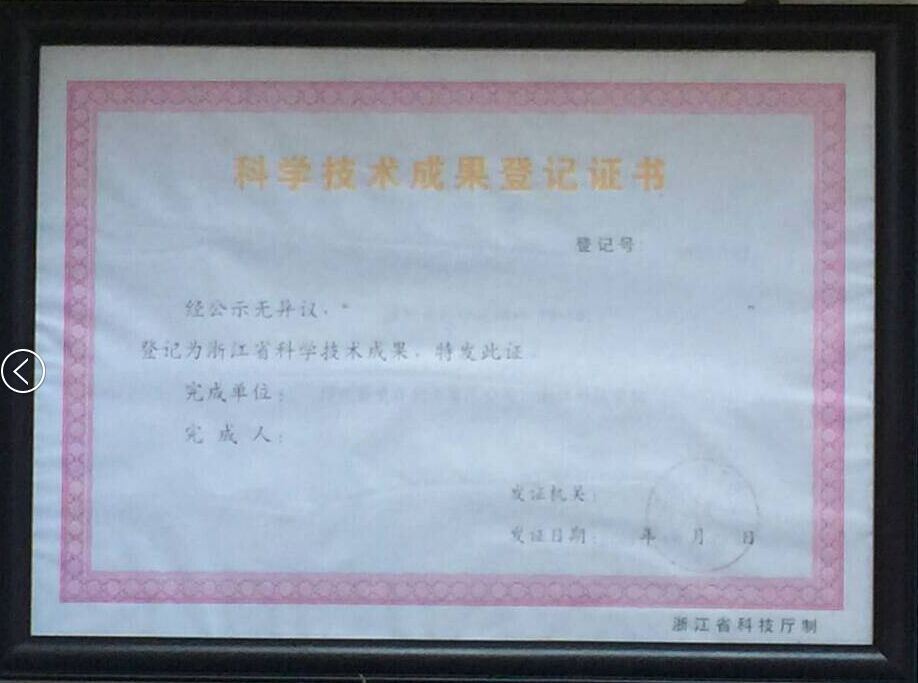 科学技术成果登记证书
登记号:
经公示无异议,“ ”
登记为浙江省科学技术成果,特发此证
完成单位:
完 成 人:
发证机关:
发证日期: 年 月 日
浙江省科技厅制